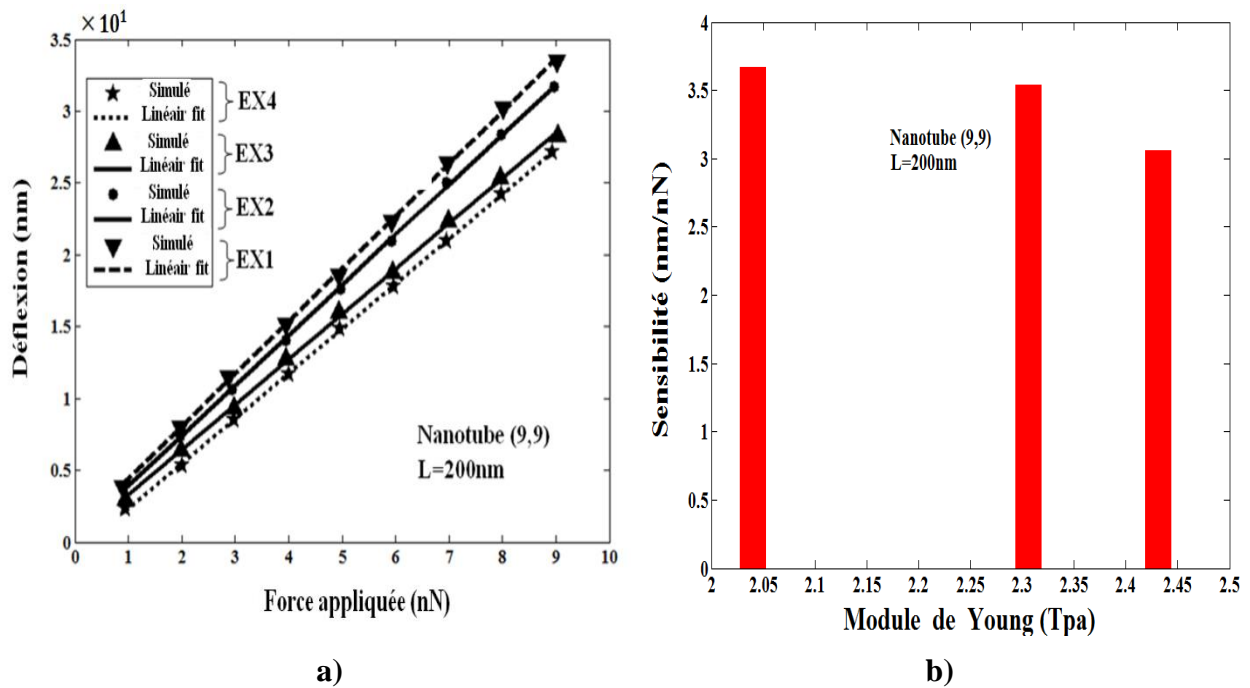 ×10¹
3.5
3
2.5
2
1.5
1
0.5
0
Déflexion (nm)
Simulé
Linéair fit
EX4
Simulé
Linéair fit
EX3
Simulé
Linéair fit
EX2
Simulé
Linéair fit
EX1
Nanotube (9,9)
L=200nm
0 1 2 3 4 5 6 7 8 9 10
Force appliquée (nN)
a)
4
3.5
3
2.5
2
1.5
1
0.5
0
Sensibilité (nm/nN)
Nanotube (9,9)
L=200nm
2 2.05 2.1 2.15 2.2 2.25 2.3 2.35 2.4 2.45 2.5
Module de Young (Tpa)
b)